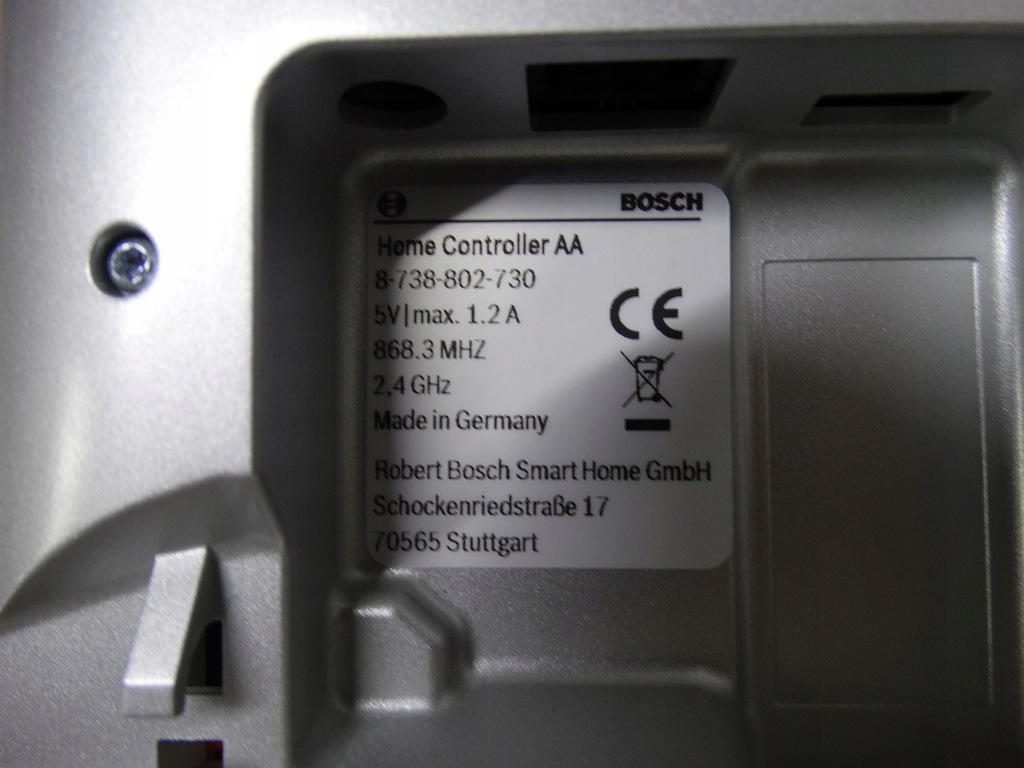 BOSCH
Home Controller AA
8-738-802-730
5V|max. 1.2 A
868.3 MHZ
2,4 GHz
Made in Germany
CE
Robert Bosch Smart Home GmbH
Schockenriedstraße 17
70565 Stuttgart